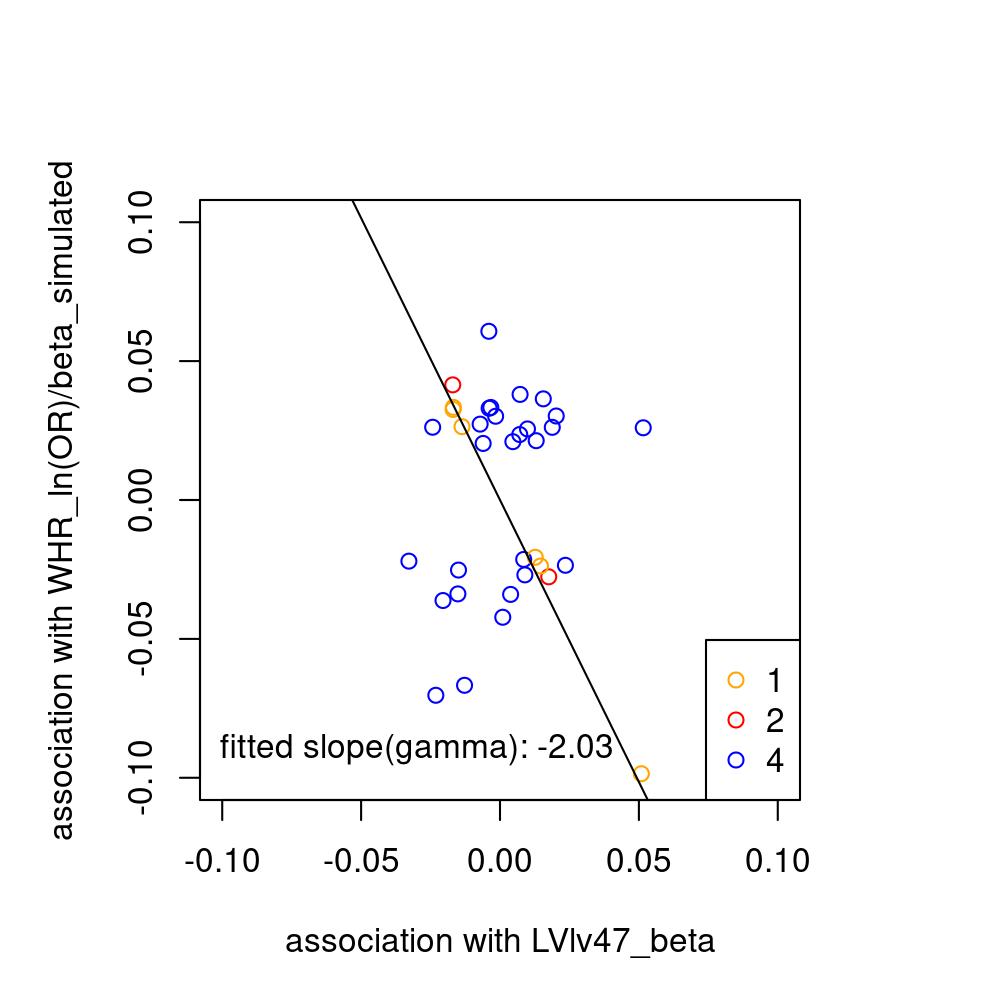 association with WHR_ln(OR)/beta_simulated
0.10
0.05
0.00
-0.05
-0.10
fitted slope(gamma): -2.03
1
2
4
-0.10 -0.05 0.00 0.05 0.10
association with LVlv47_beta